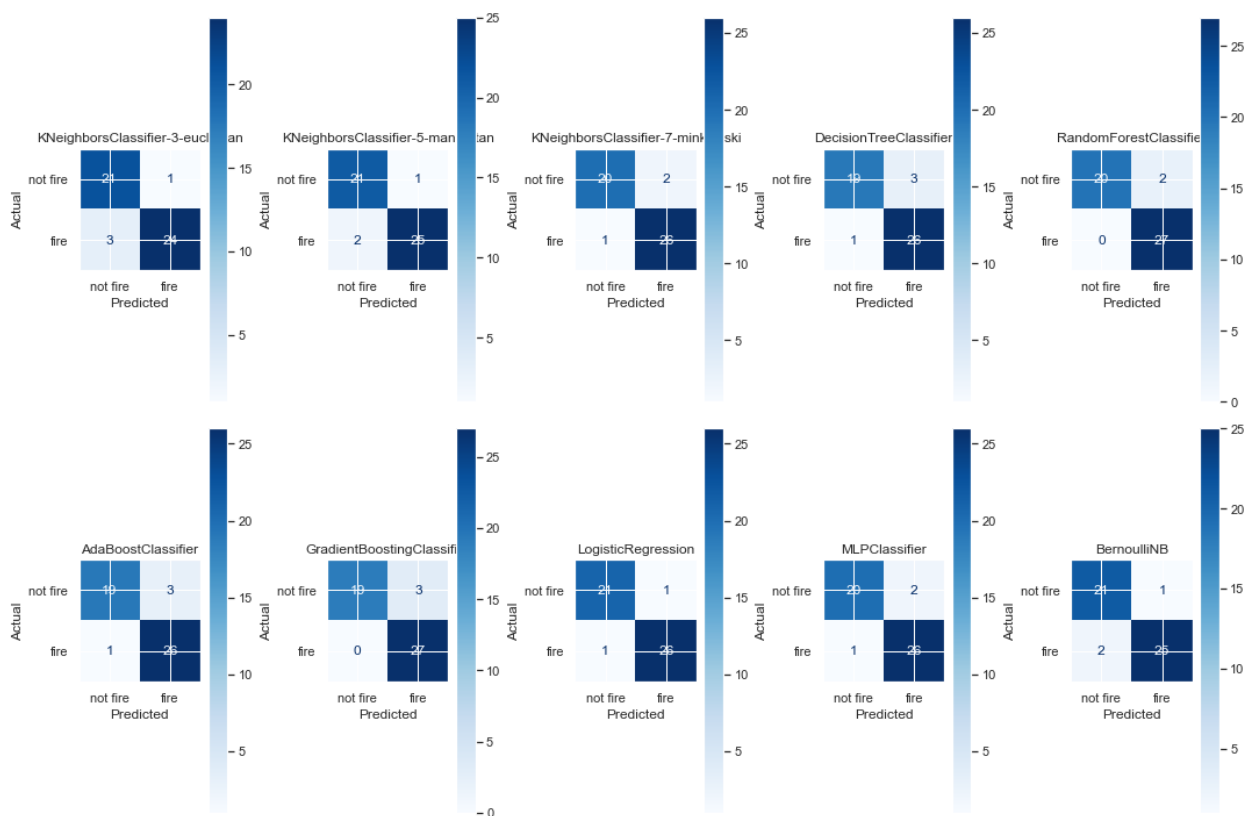 KNeighborsClassifier-3-eucl an
not fire 21 1
fire 3 24
not fire fire
Predicted
Actual
20
15
10
5
KNeighborsClassifier-5-man tan
not fire 21 1
fire 2 25
not fire fire
Predicted
Actual
25
20
15
10
5
KNeighborsClassifier-7-mink ski
not fire 20 2
fire 1 26
not fire fire
Predicted
Actual
25
20
15
10
5
DecisionTreeClassifier
not fire 19 3
fire 1 26
not fire fire
Predicted
Actual
25
20
15
10
5
RandomForestClassifie
not fire 20 2
fire 0 27
not fire fire
Predicted
Actual
25
20
15
10
5
0
AdaBoostClassifier
not fire 19 3
fire 1 26
not fire fire
Predicted
Actual
25
20
15
10
5
GradientBoostingClassifi
not fire 19 3
fire 0 27
not fire fire
Predicted
Actual
25
20
15
10
5
0
LogisticRegression
not fire 21 1
fire 1 26
not fire fire
Predicted
Actual
25
20
15
10
5
MLPClassifier
not fire 20 2
fire 1 26
not fire fire
Predicted
Actual
25
20
15
10
5
BernoulliNB
not fire 21 1
fire 2 25
not fire fire
Predicted
Actual
25
20
15
10
5